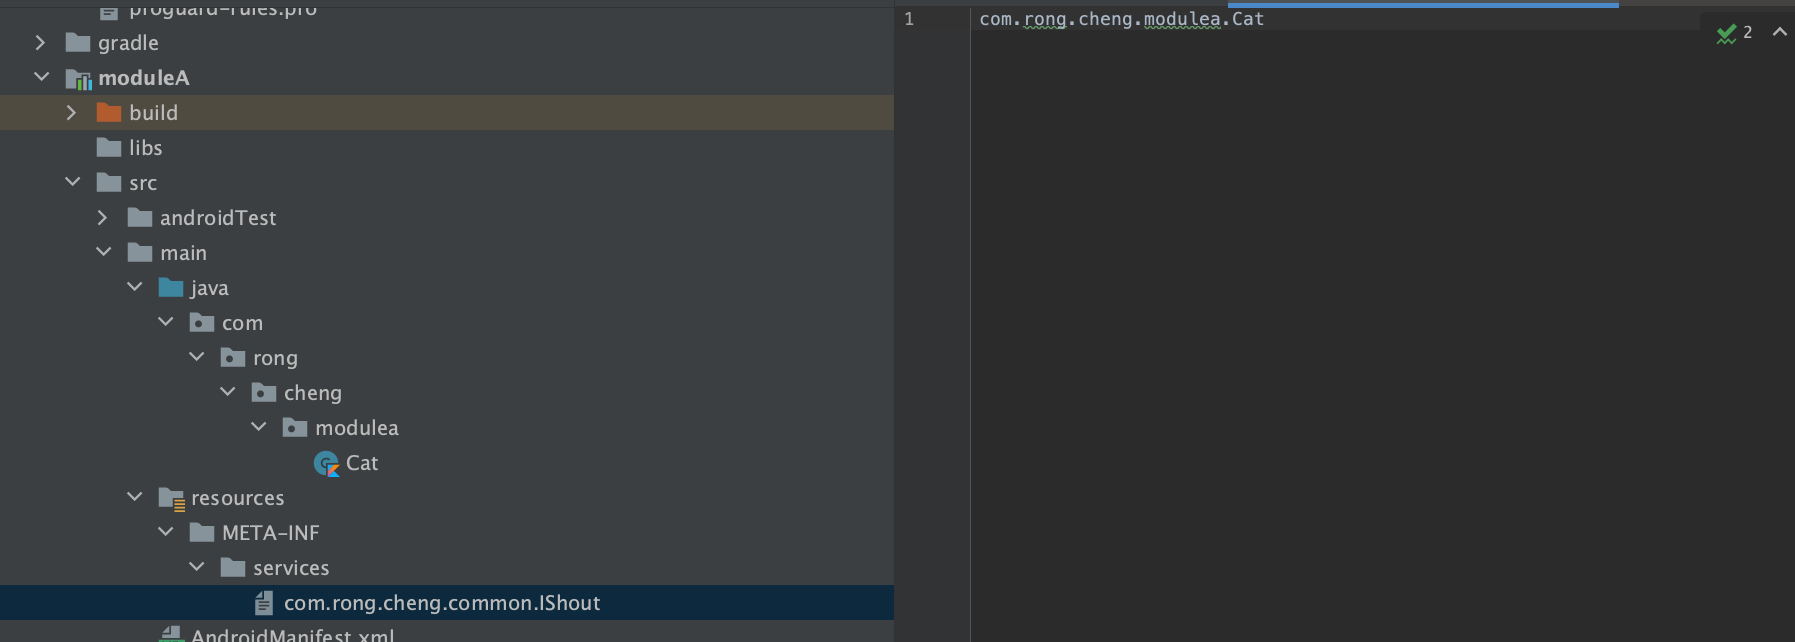 proguard-rules.pro
gradle
moduleA
build
libs
src
androidTest
main
java
com
rong
cheng
modulea
Cat
resources
META-INF
services
com.rong.cheng.common.IShout
AndroidManifest.xml
1 com.rong.cheng.modulea.Cat
2